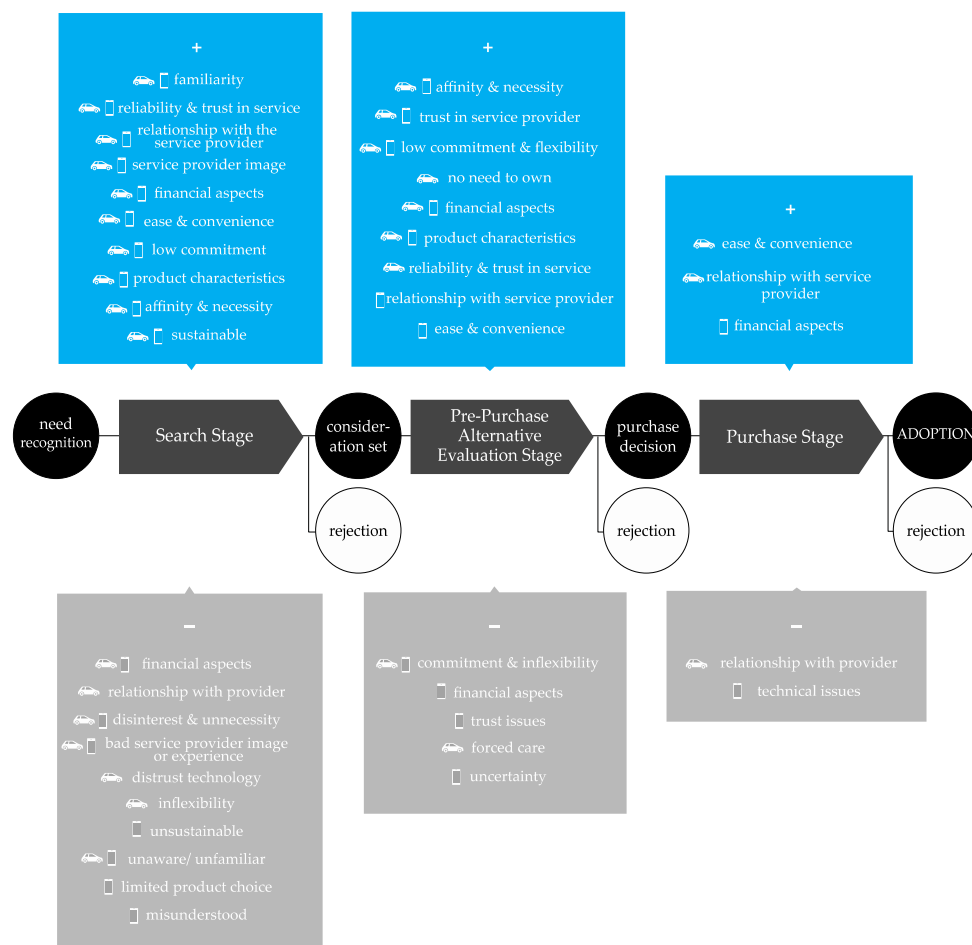 +
familiarity
reliability & trust in service
relationship with the
service provider
service provider image
financial aspects
ease & convenience
low commitment
product characteristics
affinity & necessity
sustainable
+
affinity & necessity
trust in service provider
low commitment & flexibility
no need to own
financial aspects
product characteristics
reliability & trust in service
relationship with service provider
ease & convenience
+
ease & convenience
relationship with service
provider
financial aspects
need
recognition
Search Stage
consider-
ation set
Pre-Purchase
Alternative
Evaluation Stage
purchase
decision
Purchase Stage
ADOPTION
rejection
rejection
rejection
–
financial aspects
relationship with provider
disinterest & unnecessity
bad service provider image
or experience
distrust technology
inflexibility
unsustainable
unaware/ unfamiliar
limited product choice
misunderstood
–
commitment & inflexibility
financial aspects
trust issues
forced care
uncertainty
–
relationship with provider
technical issues